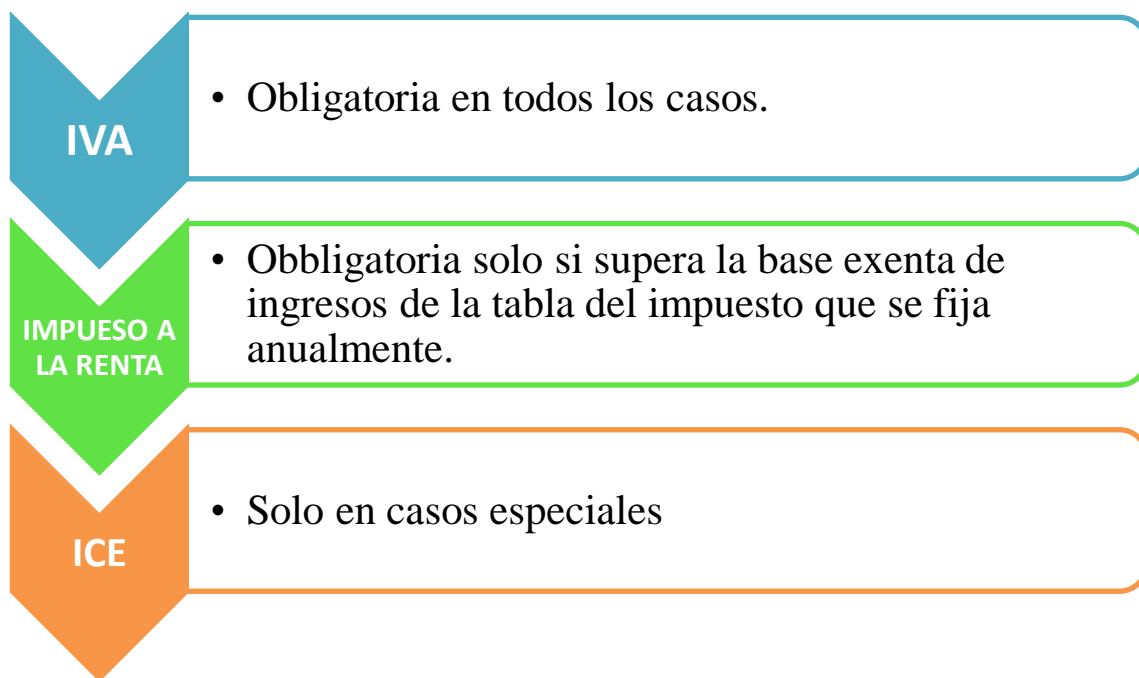 IVA
• Obligatoria en todos los casos.
IMPUESO A
LA RENTA
• Obbligatoria solo si supera la base exenta de
ingresos de la tabla del impuesto que se fija
anualmente.
ICE
• Solo en casos especiales